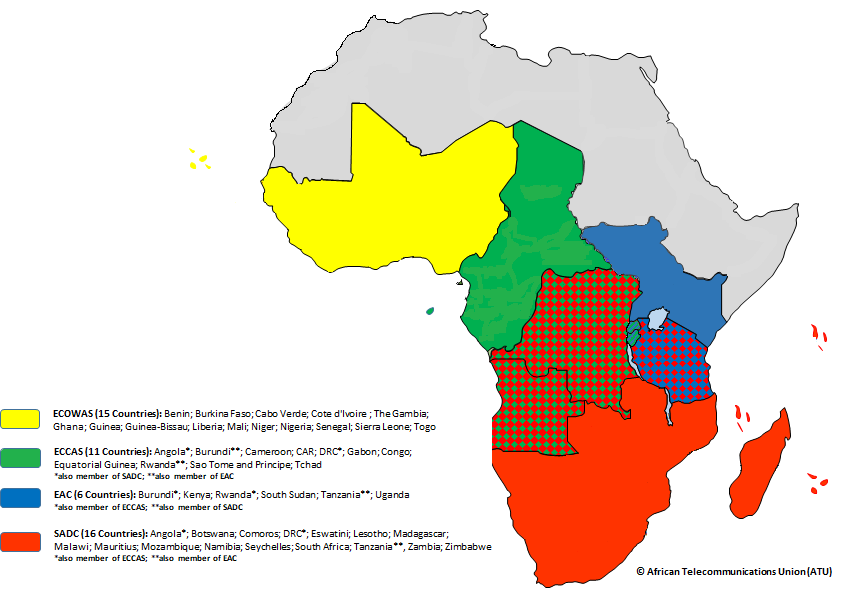 ECOWAS (15 Countries): Benin; Burkina Faso; Cabo Verde; Cote d'Ivoire ; The Gambia;
Ghana; Guinea; Guinea-Bissau; Liberia; Mali; Niger; Nigeria; Senegal; Sierra Leone; Togo
ECCAS (11 Countries): Angola*; Burundi**; Cameroon; CAR; DRC*; Gabon; Congo;
Equatorial Guinea; Rwanda**; Sao Tome and Principe; Tchad
*also member of SADC; **also member of EAC
EAC (6 Countries): Burundi*; Kenya; Rwanda*; South Sudan; Tanzania**; Uganda
*also member of ECCAS; **also member of SADC
SADC (16 Countries): Angola*; Botswana; Comoros; DRC*; Eswatini; Lesotho; Madagascar;
Malawi; Mauritius; Mozambique; Namibia; Seychelles; South Africa; Tanzania**, Zambia; Zimbabwe
*also member of ECCAS; **also member of EAC
© African Telecommunications Union (ATU)